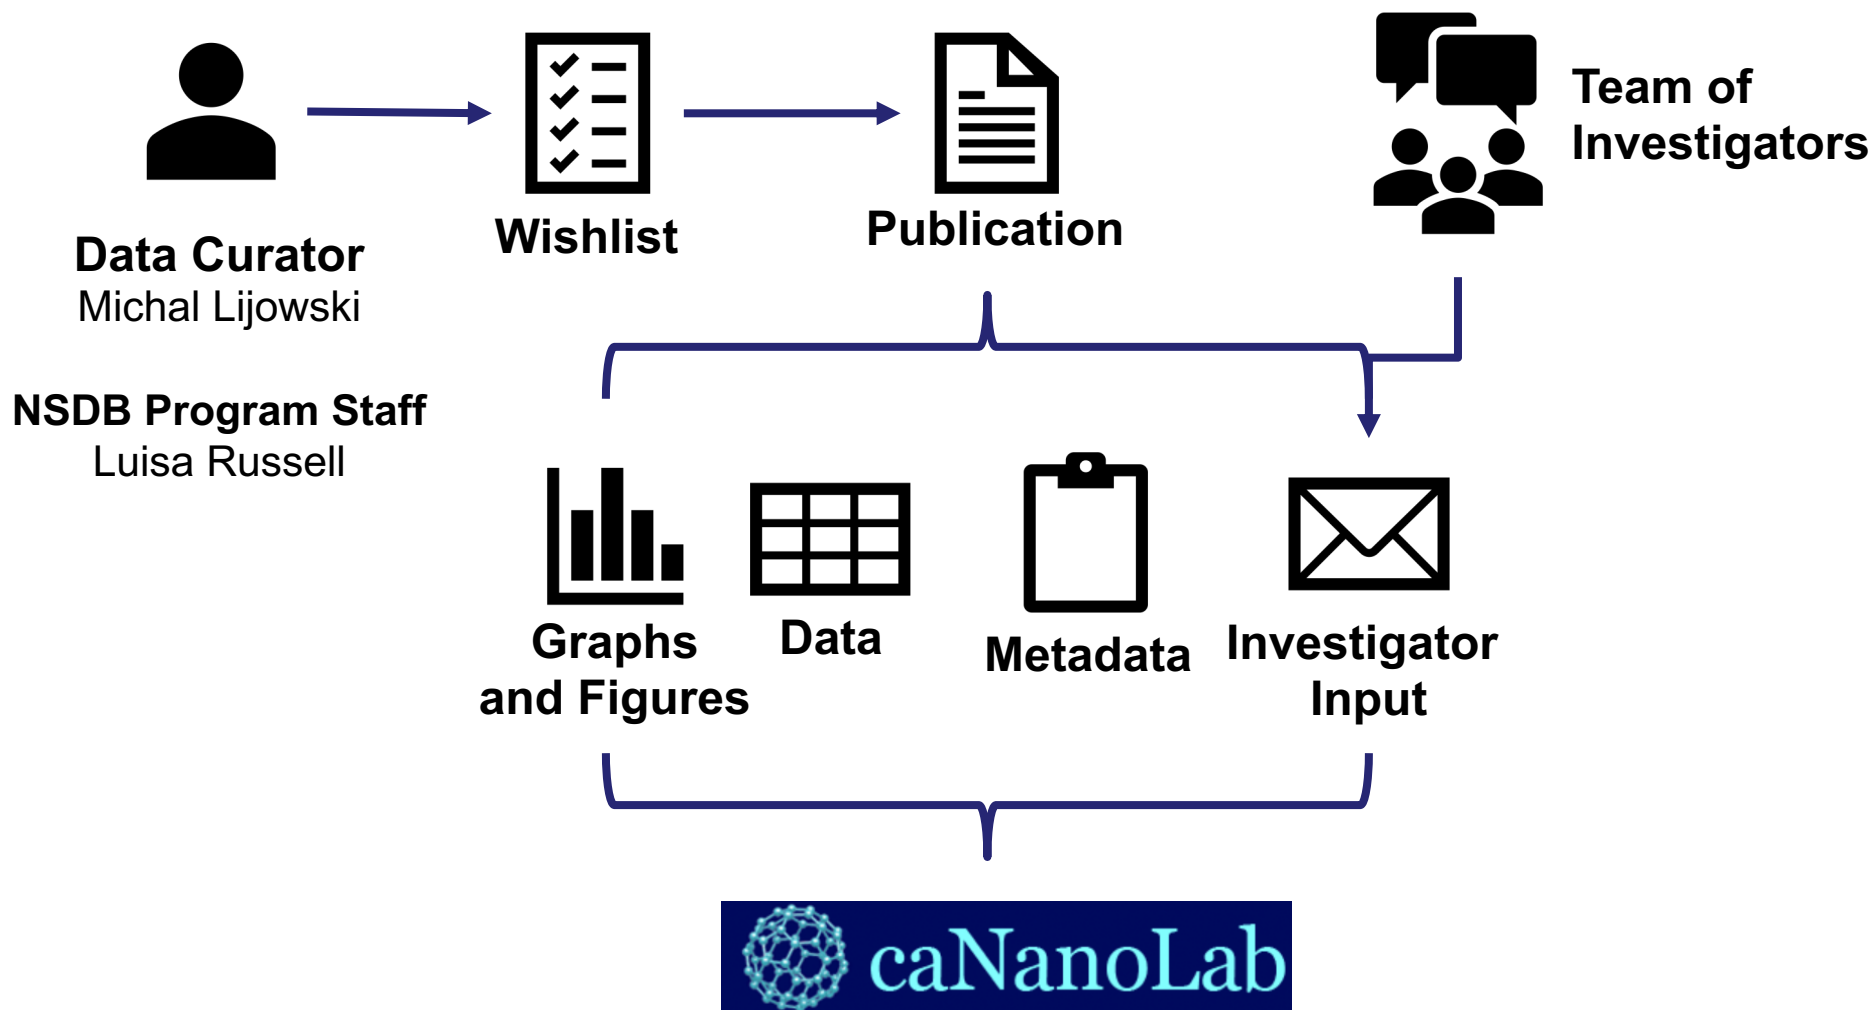 Team of
Investigators
Wishlist
Publication
Data Curator
Michal Lijowski
NSDB Program Staff
Luisa Russell
Graphs
and Figures
Data
Metadata
Investigator
Input
caNanoLab